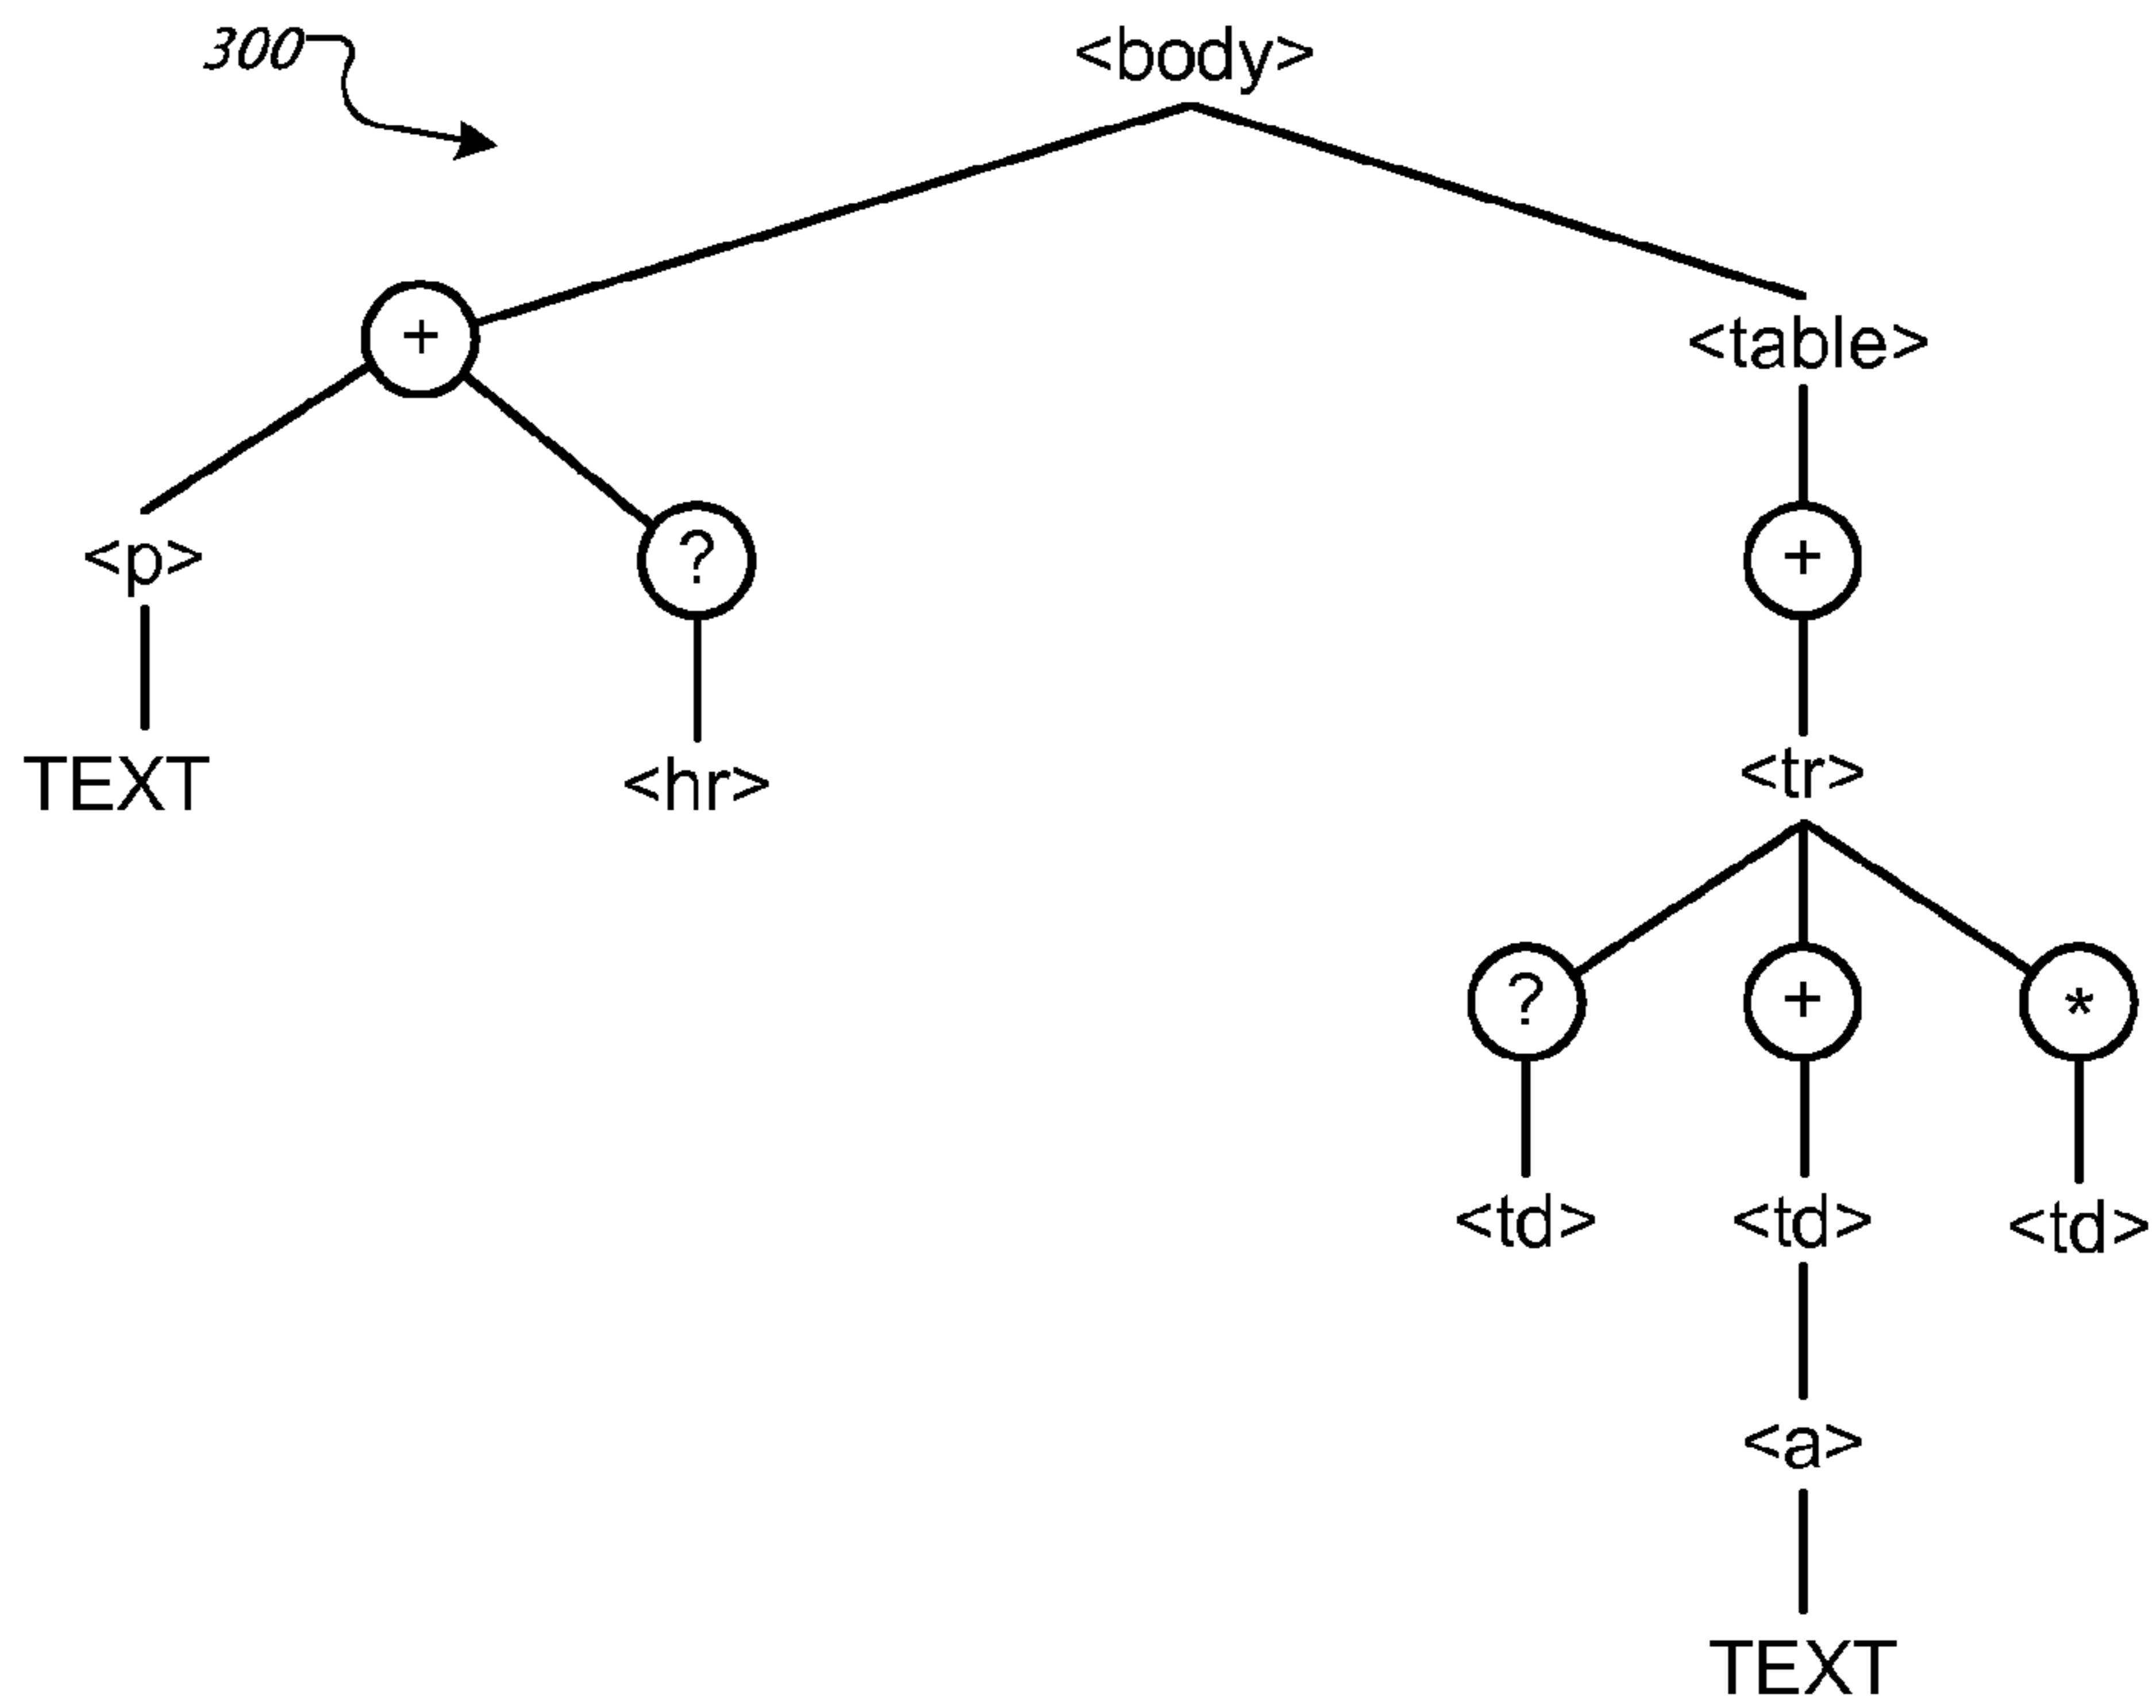 300
<body>
+
<table>
<p>
?
+
TEXT
<hr>
<tr>
?
+
*
<td>
<td>
<td>
<a>
TEXT